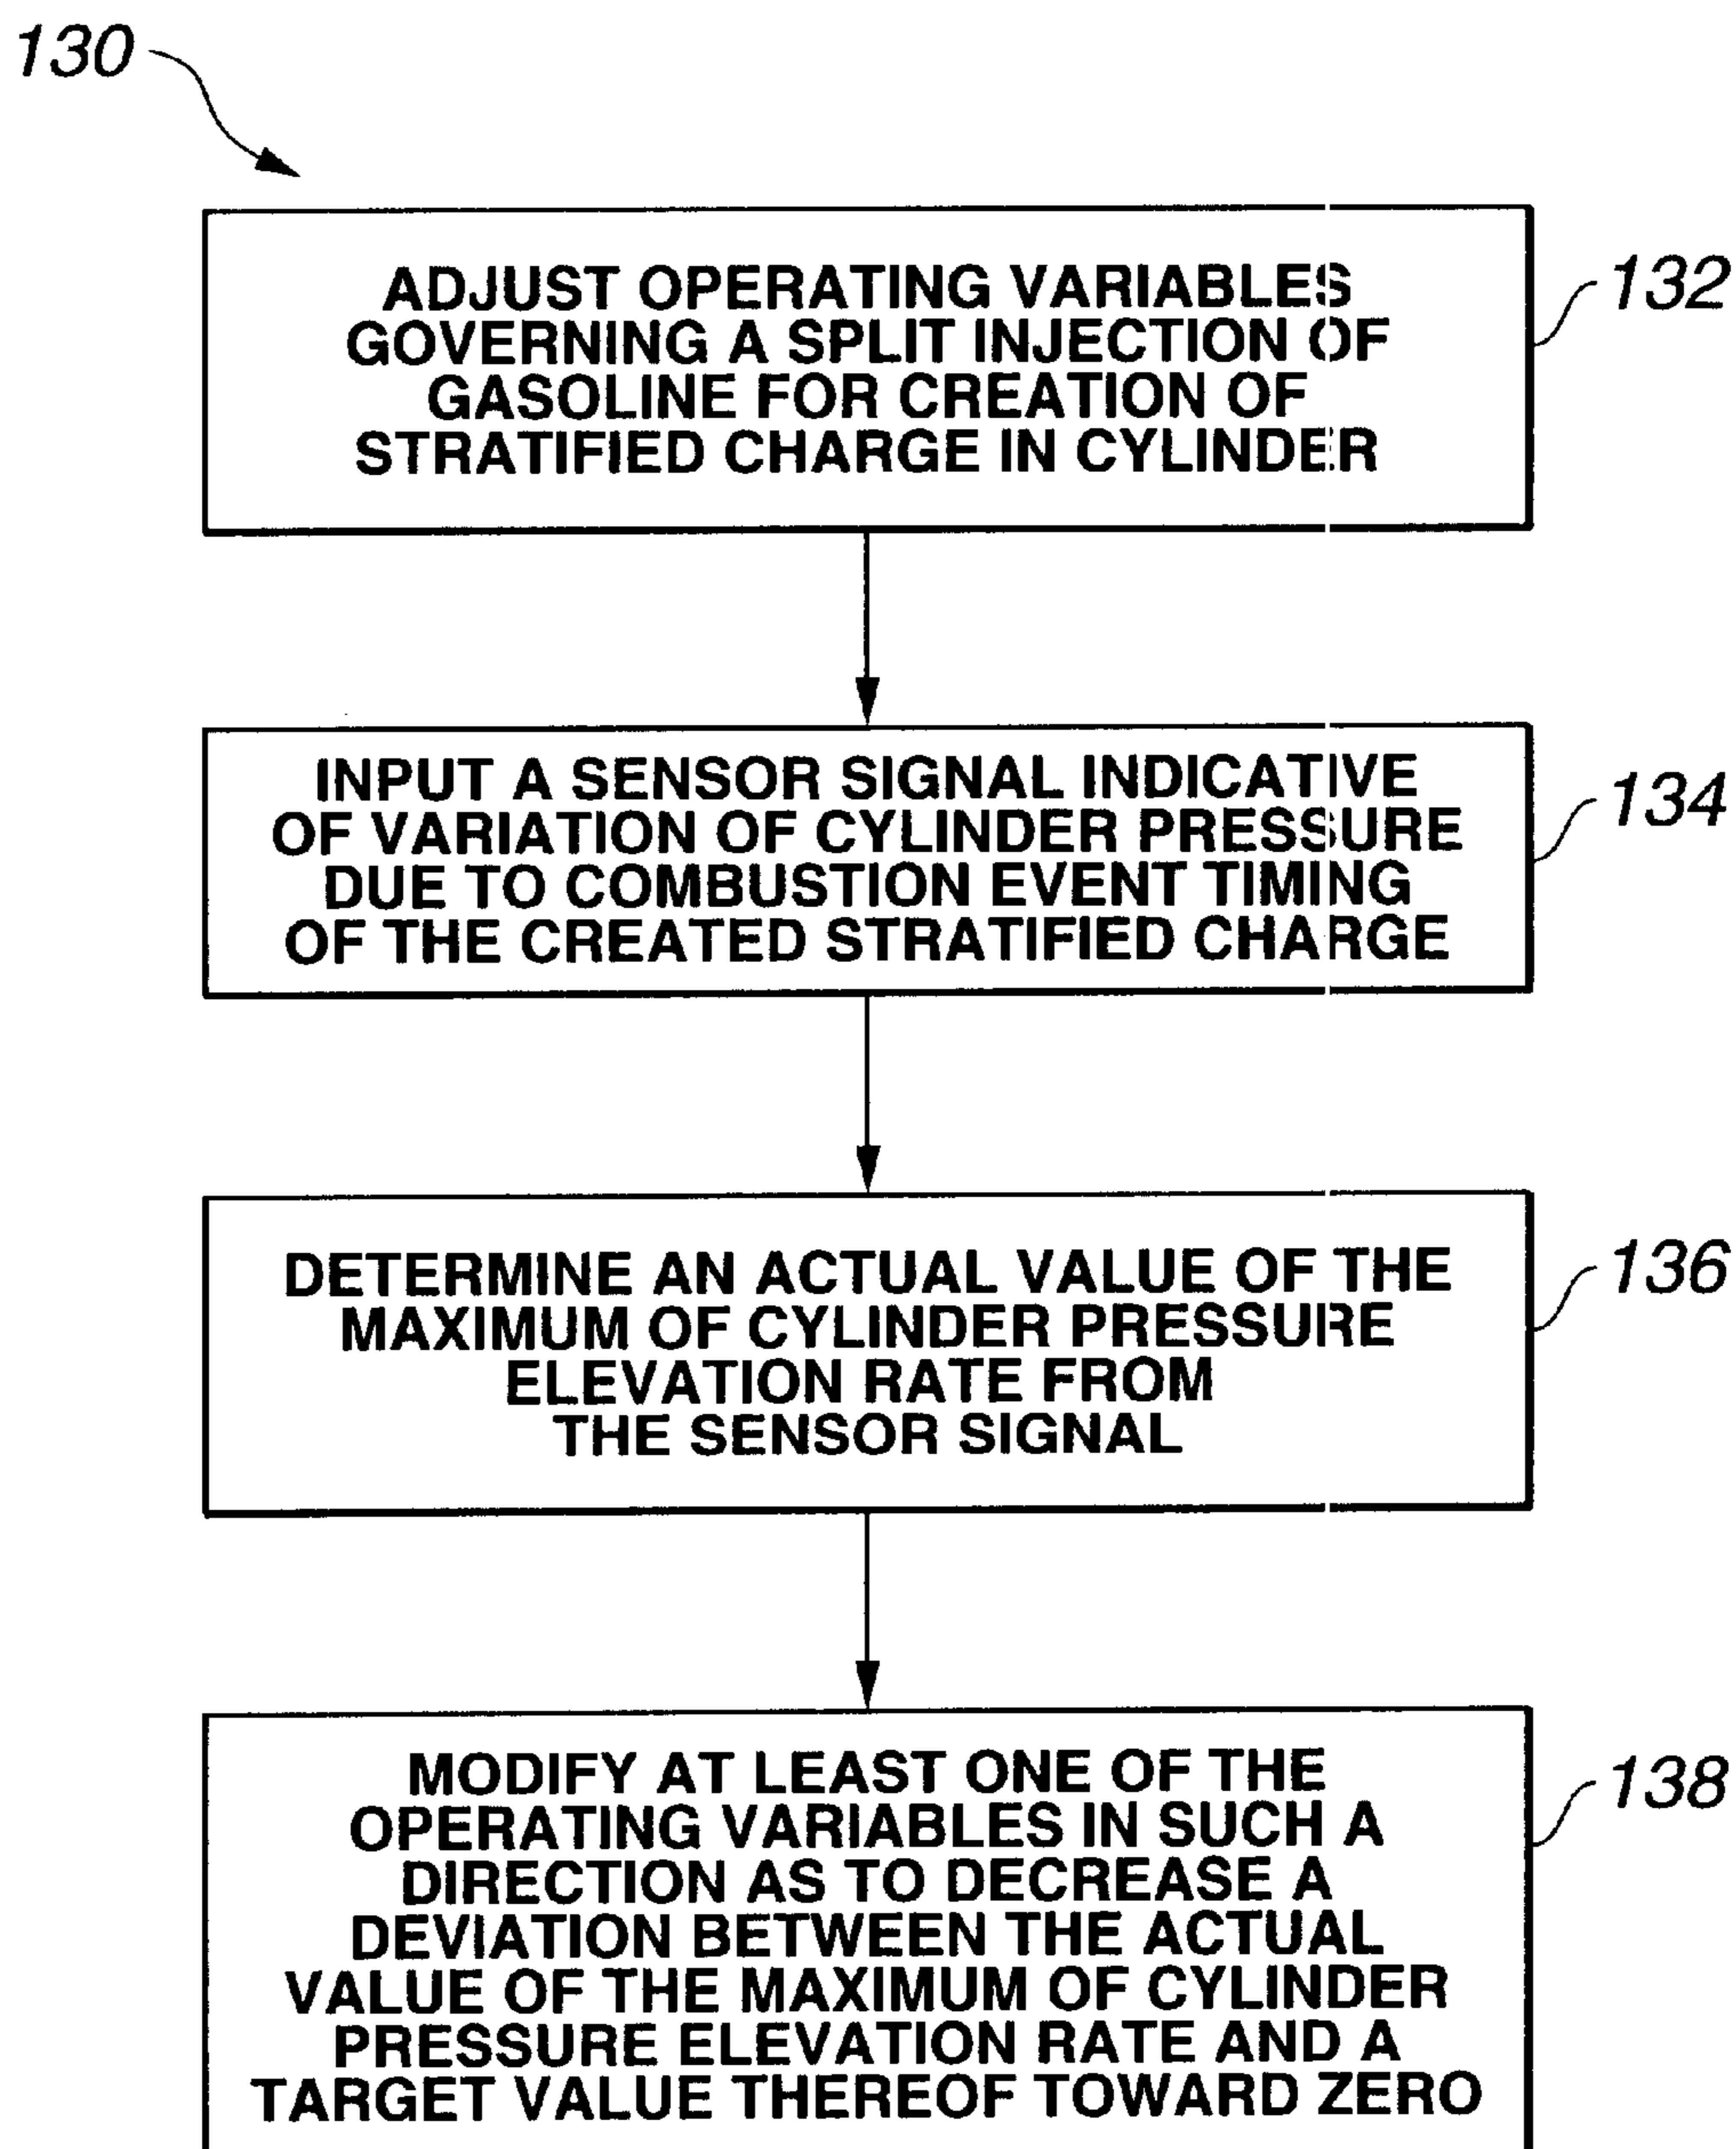 130
ADJUST OPERATING VARIABLES
GOVERNING A SPLIT INJECTION OF
GASOLINE FOR CREATION OF
STRATIFIED CHARGE IN CYLINDER
132
INPUT A SENSOR SIGNAL INDICATIVE
OF VARIATION OF CYLINDER PRESSURE
DUE TO COMBUSTION EVENT TIMING
OF THE CREATED STRATIFIED CHARGE
134
DETERMINE AN ACTUAL VALUE OF THE
MAXIMUM OF CYLINDER PRESSURE
ELEVATION RATE FROM
THE SENSOR SIGNAL
136
MODIFY AT LEAST ONE OF THE
OPERATING VARIABLES IN SUCH A
DIRECTION AS TO DECREASE A
DEVIATION BETWEEN THE ACTUAL
VALUE OF THE MAXIMUM OF CYLINDER
PRESSURE ELEVATION RATE AND A
TARGET VALUE THEREOF TOWARD ZERO
138